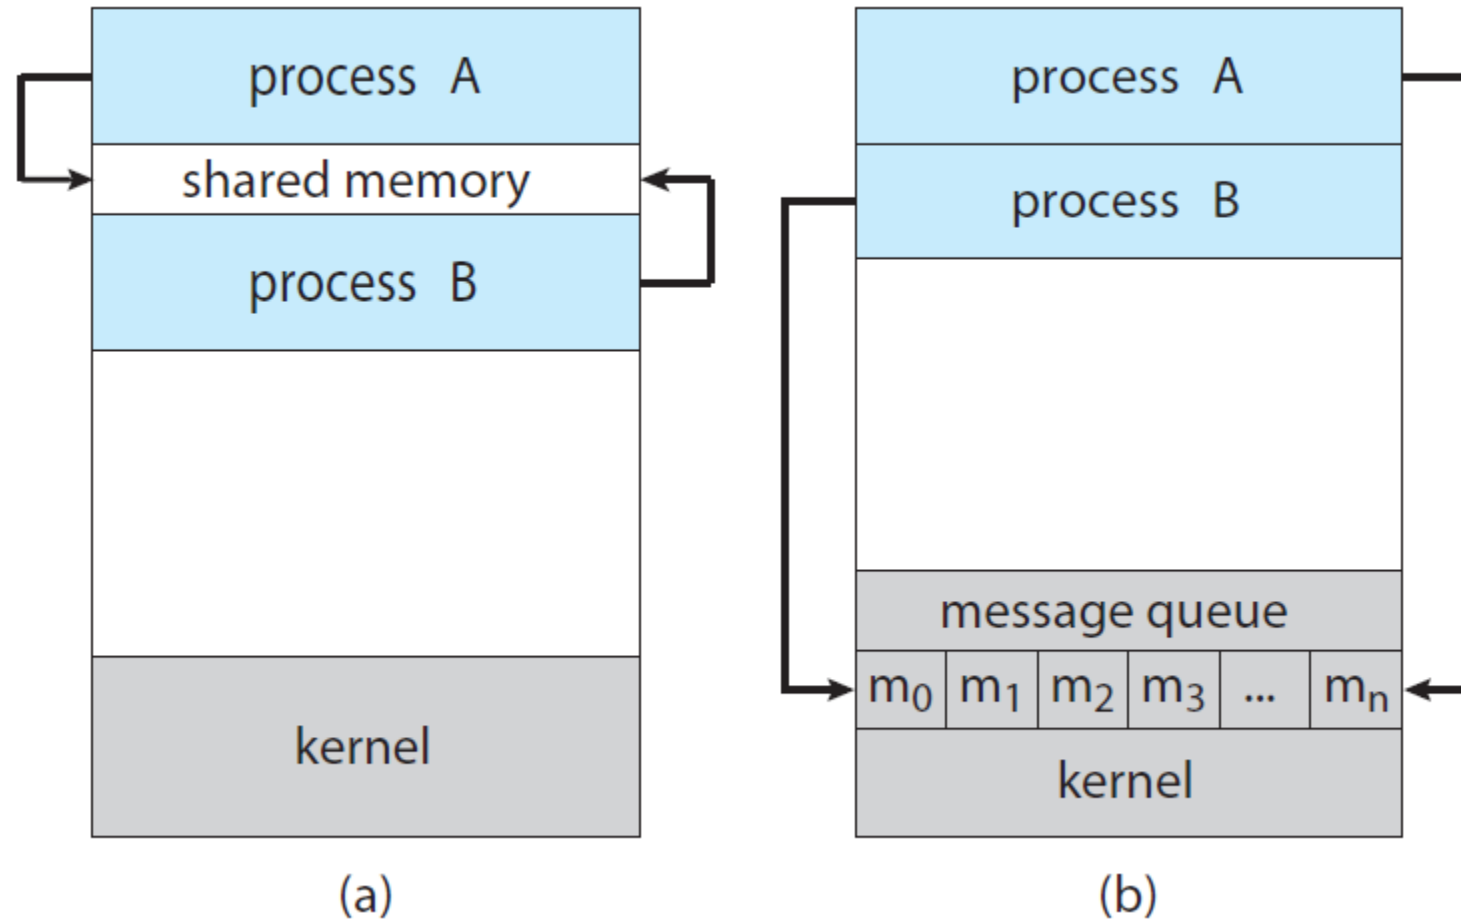 process A
shared memory
process B
kernel
(a)
process A
process B
message queue
m0 m1 m2 m3 ... mn
kernel
(b)